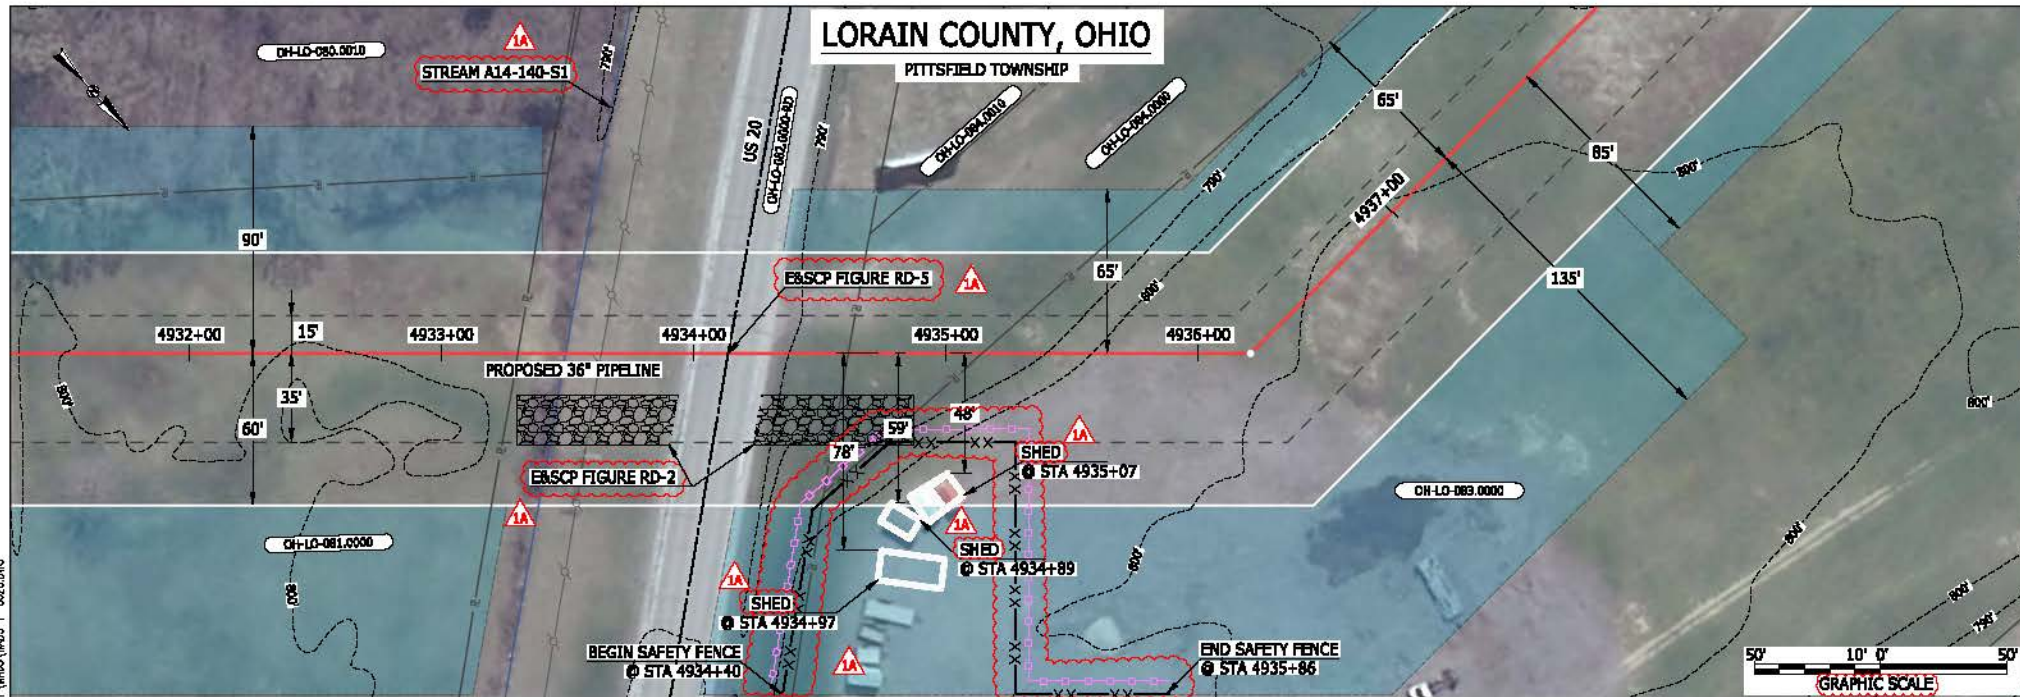 LORAIN COUNTY, OHIO
PITTSFIELD TOWNSHIP
OH-LO-080.0010
1A
STREAM A14-140-S1
790'
US 20
OH-LO-082.0000-RD
790'
OH-LO-084.0010
OH-LO-084.0000
65'
85'
800'
790'
4937+00
90'
E&SCP FIGURE RD-5
1A
65'
800'
135'
4932+00
15'
4933+00
4934+00
4935+00
4936+00
PROPOSED 36" PIPELINE
800'
35'
60'
48'
59'
78'
1A
SHED
@ STA 4935+07
E&SCP FIGURE RD-2
1A
OH-LO-083.0000
OH-LO-081.0000
1A
SHED
@ STA 4934+89
800'
800'
1A
SHED
@ STA 4934+97
800'
800'
800'
790'
BEGIN SAFETY FENCE
@ STA 4934+40
1A
END SAFETY FENCE
@ STA 4935+86
50' 10' 0' 50'
GRAPHIC SCALE